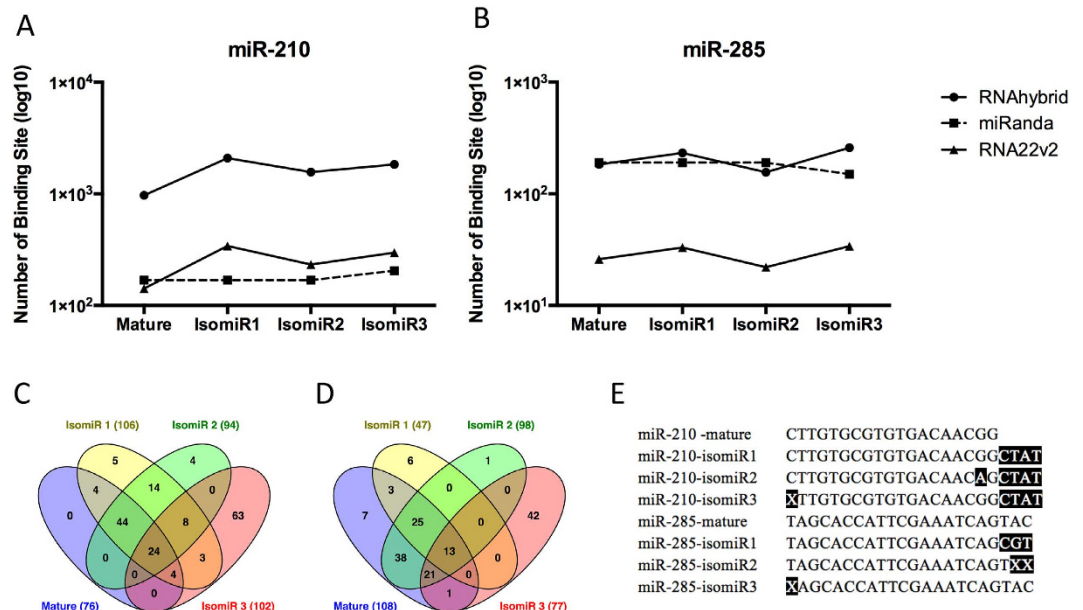 A
miR-210
Number of Binding Site (log10)
1×10⁴
1×10³
1×10²
Mature IsomiR1 IsomiR2 IsomiR3
B
miR-285
Number of Binding Site (log10)
1×10³
1×10²
1×10¹
Mature IsomiR1 IsomiR2 IsomiR3
RNAhybrid
miRanda
RNA22v2
C
IsomiR 1 (106) IsomiR 2 (94)
5 4
4 14 0
0 44 8 63
24
0 0 4 3
0
Mature (76) IsomiR 3 (102)
D
IsomiR 1 (47) IsomiR 2 (98)
6 1
3 0 0
7 25 0 42
13
38 21 0 0
1
Mature (108) IsomiR 3 (77)
E
miR-210 -mature CTTGTGCGTGTGACAACGG
miR-210-isomiR1 CTTGTGCGTGTGACAACGGCTAT
miR-210-isomiR2 CTTGTGCGTGTGACAACAGCTAT
miR-210-isomiR3 XTTGTGCGTGTGACAACGGCTAT
miR-285-mature TAGCACCATTCGAAATCAGTAC
miR-285-isomiR1 TAGCACCATTCGAAATCAGCGT
miR-285-isomiR2 TAGCACCATTCGAAATCAGTXX
miR-285-isomiR3 XAGCACCATTCGAAATCAGTAC